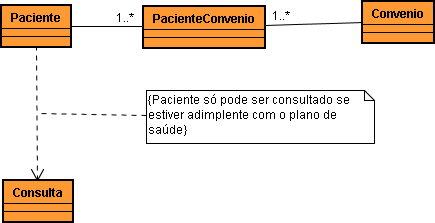 Paciente
1..*
PacienteConvenio
1..*
Convenio
{Paciente só pode ser consultado se
estiver adimplente com o plano de
saúde}
Consulta